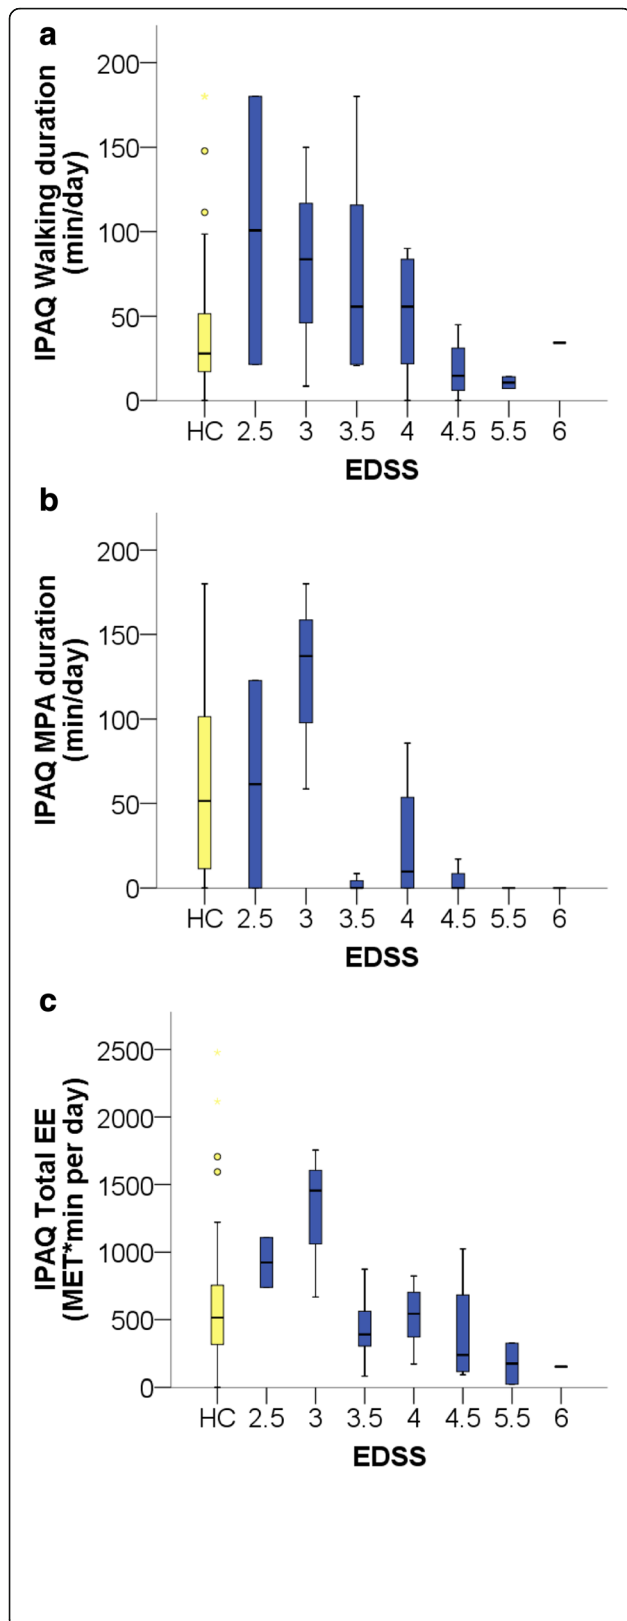 a
IPAQ Walking duration
(min/day)
200
150
100
50
0
HC 2.5 3 3.5 4 4.5 5.5 6
EDSS
b
IPAQ MPA duration
(min/day)
200
150
100
50
0
HC 2.5 3 3.5 4 4.5 5.5 6
EDSS
c
IPAQ Total EE
(MET*min per day)
2500
2000
1500
1000
500
0
HC 2.5 3 3.5 4 4.5 5.5 6
EDSS